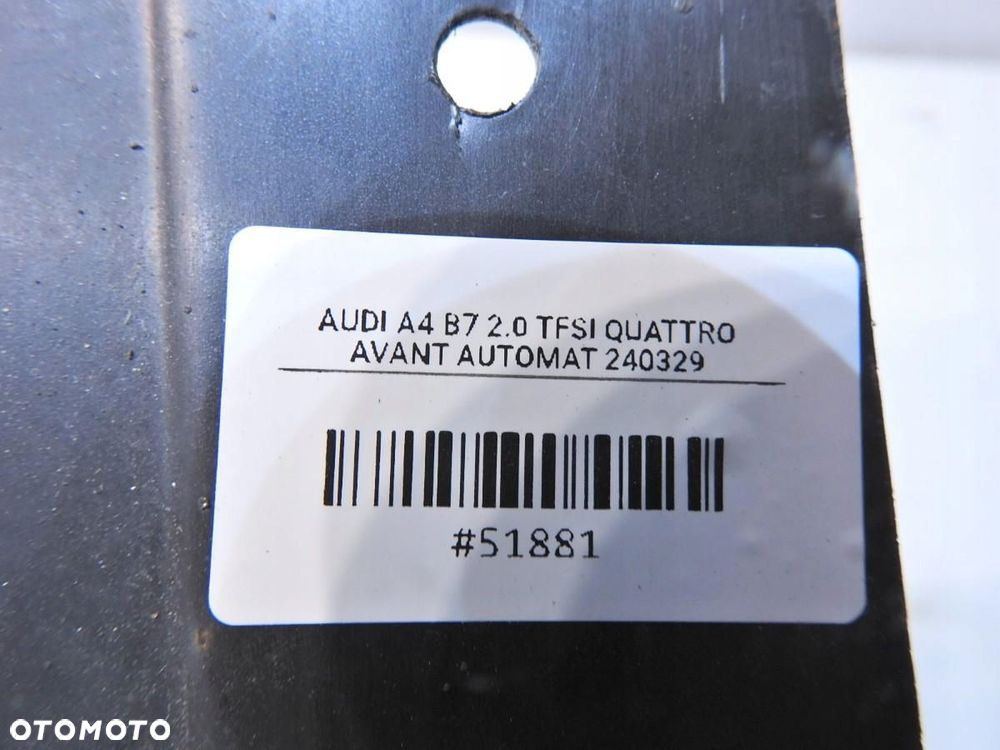 AUDI A4 B7 2.0 TFSI QUATTRO
AVANT AUTOMAT 240329
#51881
OTOMOTO